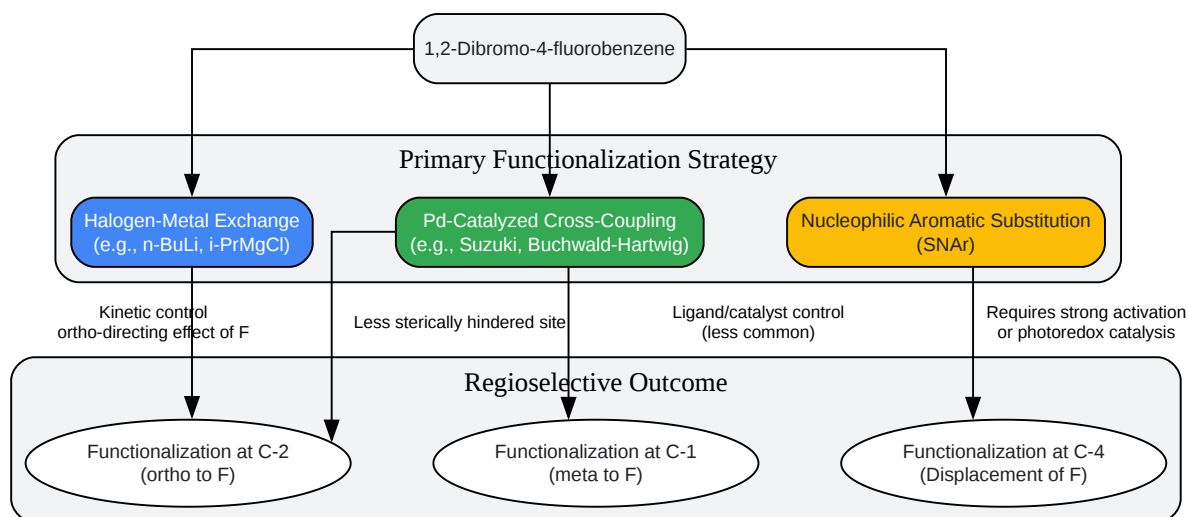 1,2-Dibromo-4-fluorobenzene
Primary Functionalization Strategy
Halogen-Metal Exchange
(e.g., n-BuLi, i-PrMgCl)
Pd-Catalyzed Cross-Coupling
(e.g., Suzuki, Buchwald-Hartwig)
Nucleophilic Aromatic Substitution
(SNAr)
Kinetic control
ortho-directing effect of F
Less sterically hindered site
Ligand/catalyst control
(less common)
Requires strong activation
or photoredox catalysis
Regioselective Outcome
Functionalization at C-2
(ortho to F)
Functionalization at C-1
(meta to F)
Functionalization at C-4
(Displacement of F)